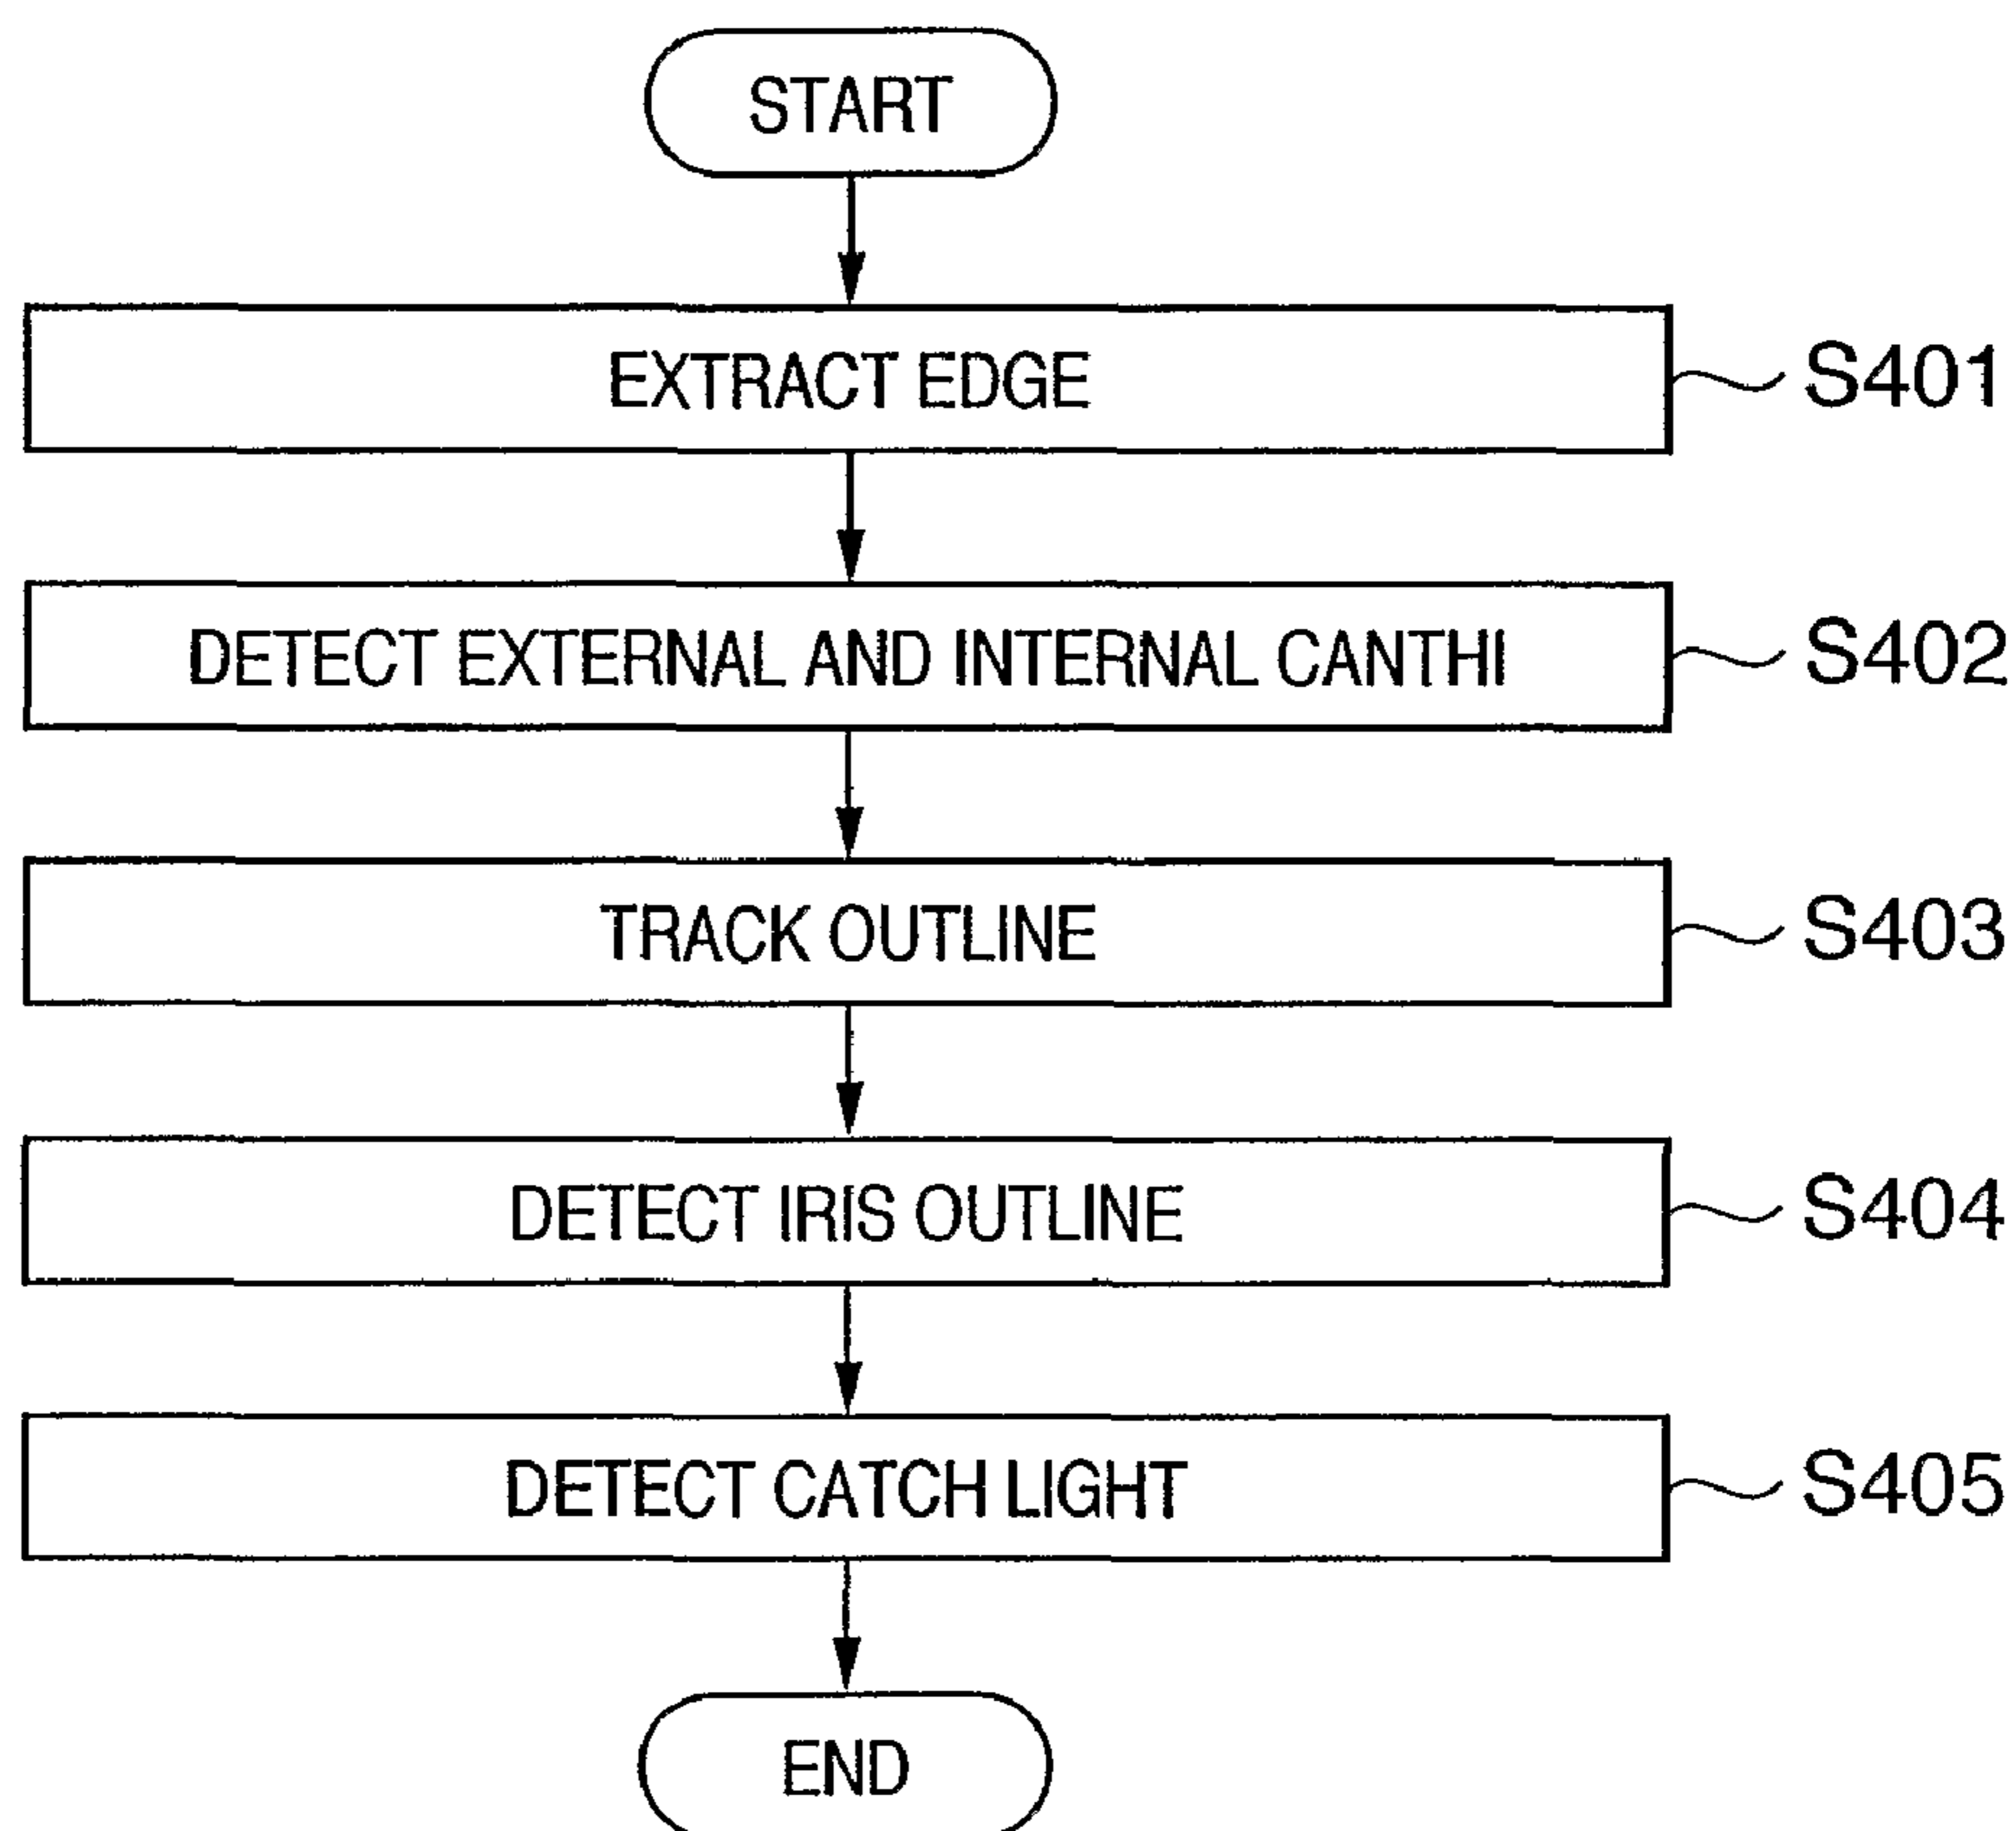 START
EXTRACT EDGE
S401
DETECT EXTERNAL AND INTERNAL CANTHI
S402
TRACK OUTLINE
S403
DETECT IRIS OUTLINE
S404
DETECT CATCH LIGHT
S405
END